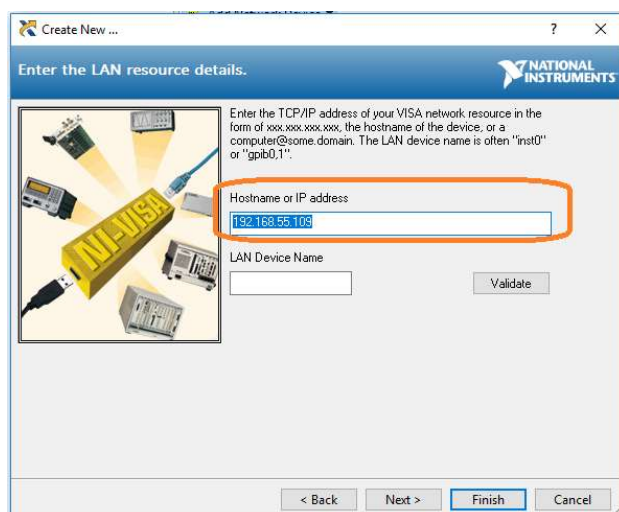 Create New ...
?
Enter the LAN resource details.
NATIONAL
INSTRUMENTS
Enter the TCP/IP address of your VISA network resource in the
form of xxx.xxx.xxx.xxx, the hostname of the device, or a
computer@some.domain. The LAN device name is often "inst0"
or "gpib0,1".
NI-VISA
Hostname or IP address
192.168.55.109
LAN Device Name
Validate
< Back
Next >
Finish
Cancel